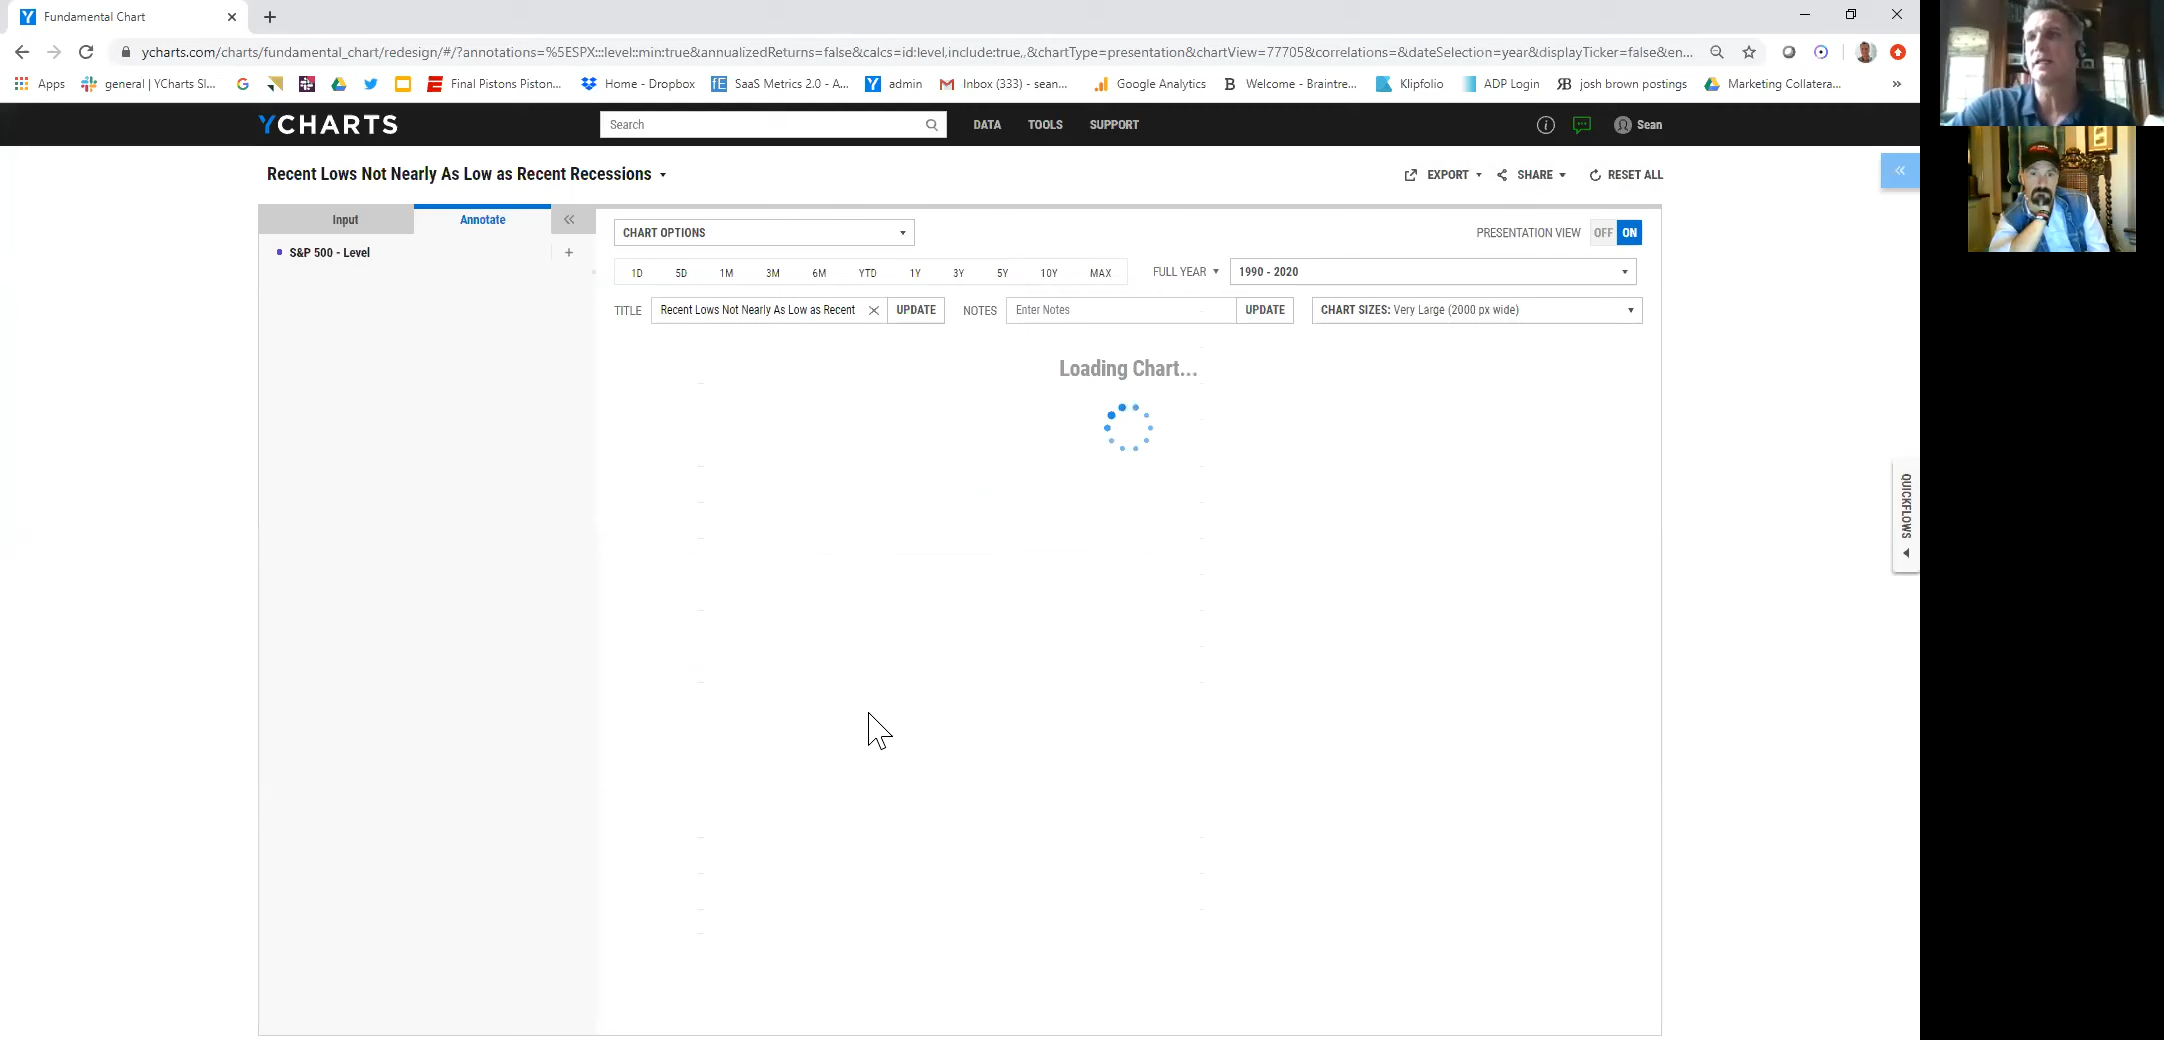 Fundamental Chart
ycharts.com/charts/fundamental_chart/redesign/#/?annotations=%5ESPX:::level::min:true&annualizedReturns=false&calcs=id:level,include:true,,&chartType=presentation&chartView=77705&correlations=&dateSelection=year&displayTicker=false&en...
Apps general | YCharts Sl... Final Pistons Piston... Home - Dropbox SaaS Metrics 2.0 - A... admin Inbox (333) - sean... Google Analytics Welcome - Braintre... Klipfolio ADP Login josh brown postings Marketing Collatera...
YCHARTS Search DATA TOOLS SUPPORT Sean
Recent Lows Not Nearly As Low as Recent Recessions EXPORT SHARE RESET ALL
Input Annotate
S&P 500 - Level +
CHART OPTIONS PRESENTATION VIEW OFF ON
1D 5D 1M 3M 6M YTD 1Y 3Y 5Y 10Y MAX FULL YEAR 1990 - 2020
TITLE Recent Lows Not Nearly As Low as Recent UPDATE NOTES Enter Notes UPDATE CHART SIZES: Very Large (2000 px wide)
Loading Chart...
QUICKFLOWS